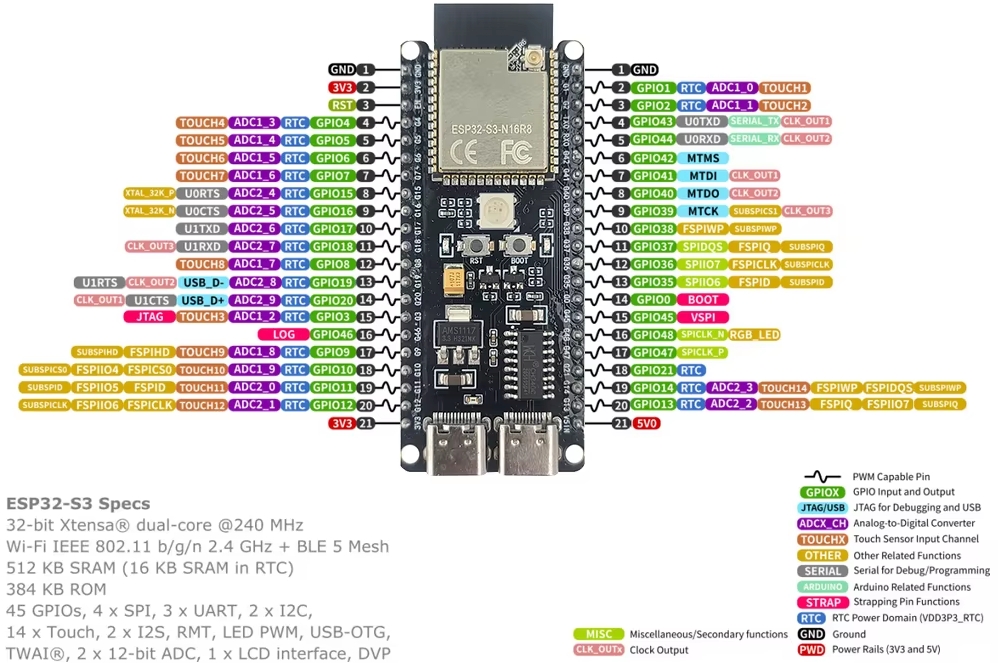 GND 1
3V3 2
RST 3
TOUCH4 ADC1_3 RTC GPIO4 4
TOUCH5 ADC1_4 RTC GPIO5 5
TOUCH6 ADC1_5 RTC GPIO6 6
TOUCH7 ADC1_6 RTC GPIO7 7
XTAL_32K_P U0RTS ADC2_4 RTC GPIO15 8
XTAL_32K_N U0CTS ADC2_5 RTC GPIO16 9
U1TXD ADC2_6 RTC GPIO17 10
CLK_OUT3 U1RXD ADC2_7 RTC GPIO18 11
TOUCH8 ADC1_7 RTC GPIO8 12
U1RTS CLK_OUT2 USB_D- ADC2_8 RTC GPIO19 13
CLK_OUT1 U1CTS USB_D+ ADC2_9 RTC GPIO20 14
JTAG TOUCH3 ADC1_2 RTC GPIO3 15
LOG GPIO46 16
SUBSPIHD FSPIHD TOUCH9 ADC1_8 RTC GPIO9 17
SUBSPICS0 FSPIIO4 FSPICS0 TOUCH10 ADC1_9 RTC GPIO10 18
SUBSPID FSPIIO5 FSPID TOUCH11 ADC2_0 RTC GPIO11 19
SUBSPICLK FSPIIO6 FSPICLK TOUCH12 ADC2_1 RTC GPIO12 20
3V3 21
ESP32-S3-N16R8
CE FC
RST BOOT
AMS1117
1 GND
2 GPIO1 RTC ADC1_0 TOUCH1
3 GPIO2 RTC ADC1_1 TOUCH2
4 GPIO43 U0TXD SERIAL_TX CLK_OUT1
5 GPIO44 U0RXD SERIAL_RX CLK_OUT2
6 GPIO42 MTMS
7 GPIO41 MTDI CLK_OUT1
8 GPIO40 MTDO CLK_OUT2
9 GPIO39 MTCK SUBSPICS1 CLK_OUT3
10 GPIO38 FSPIWP SUBSPIWP
11 GPIO37 SPIDQS FSPIQ SUBSPIQ
12 GPIO36 SPIIO7 FSPICLK SUBSPICLK
13 GPIO35 SPIIO6 FSPID SUBSPID
14 GPIO0 BOOT
15 GPIO45 VSPI
16 GPIO48 SPICLK_N RGB_LED
17 GPIO47 SPICLK_P
18 GPIO21 RTC
19 GPIO14 RTC ADC2_3 TOUCH14 FSPIWP FSPIDQS SUBSPIWP
20 GPIO13 RTC ADC2_2 TOUCH13 FSPIQ FSPIIO7 SUBSPIQ
21 5V0
ESP32-S3 Specs
32-bit Xtensa® dual-core @240 MHz
Wi-Fi IEEE 802.11 b/g/n 2.4 GHz + BLE 5 Mesh
512 KB SRAM (16 KB SRAM in RTC)
384 KB ROM
45 GPIOs, 4 x SPI, 3 x UART, 2 x I2C,
14 x Touch, 2 x I2S, RMT, LED PWM, USB-OTG,
TWAI®, 2 x 12-bit ADC, 1 x LCD interface, DVP
MISC Miscellaneous/Secondary functions
CLK_OUTx Clock Output
PWM Capable Pin
GPIOX GPIO Input and Output
JTAG/USB JTAG for Debugging and USB
ADCX_CH Analog-to-Digital Converter
TOUCHX Touch Sensor Input Channel
OTHER Other Related Functions
SERIAL Serial for Debug/Programming
ARDUINO Arduino Related Functions
STRAP Strapping Pin Functions
RTC RTC Power Domain (VDD3P3_RTC)
GND Ground
PWD Power Rails (3V3 and 5V)